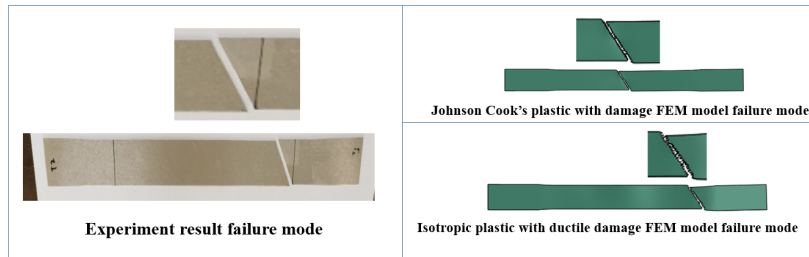 Experiment result failure mode
Johnson Cook's plastic with damage FEM model failure mode
Isotropic plastic with ductile damage FEM model failure mode